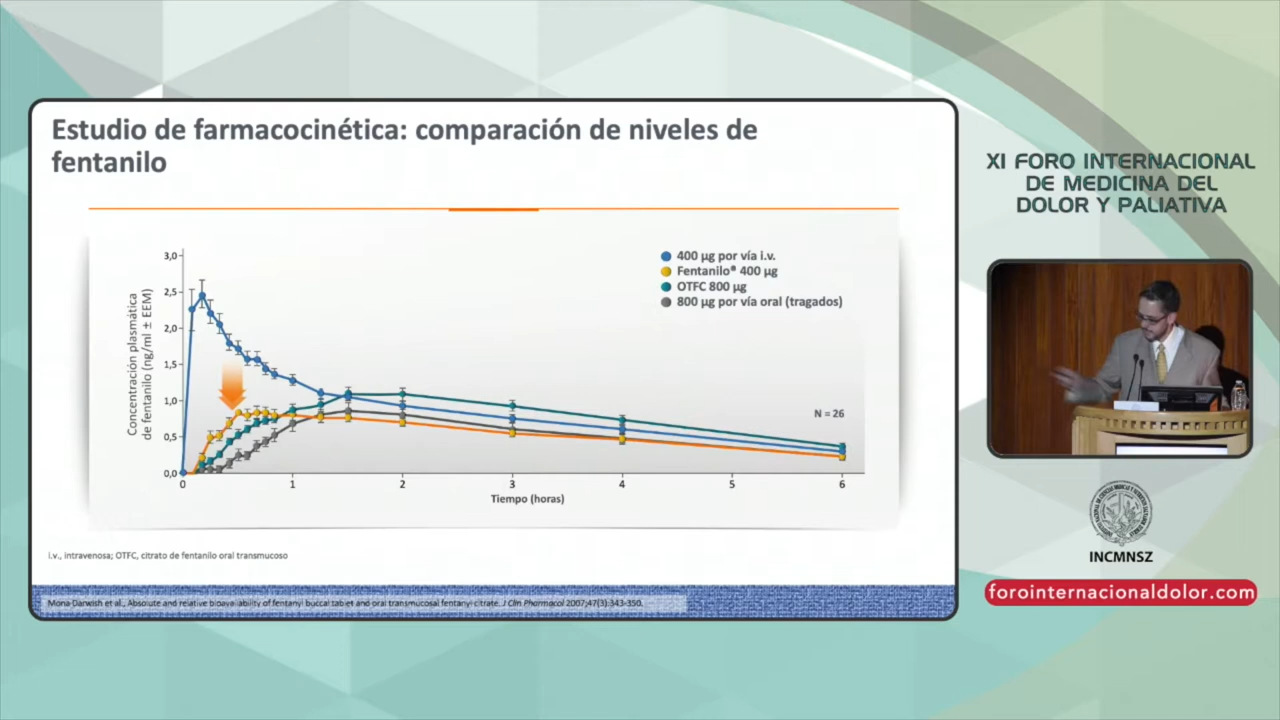 Estudio de farmacocinética: comparación de niveles de
fentanilo
3,0
2,5
2,0
1,5
1,0
0,5
0,0
Concentración plasmática
de fentanilo (ng/ml ± EEM)
400 µg por vía i.v.
Fentanilo® 400 µg
OTFC 800 µg
800 µg por vía oral (tragados)
N = 26
0 1 2 3 4 5 6
Tiempo (horas)
i.v., intravenosa; OTFC, citrato de fentanilo oral transmucoso
Mona Darwish et al., Absolute and relative bioavailability of fentanyl buccal tablet and oral transmucosal fentanyl citrate. J Clin Pharmacol 2007;47(3):343-350.
XI FORO INTERNACIONAL
DE MEDICINA DEL
DOLOR Y PALIATIVA
INCMNSZ
forointernacionaldolor.com